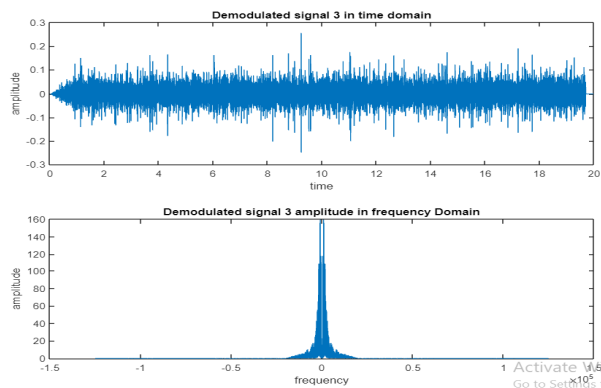 Demodulated signal 3 in time domain
0.3
0.2
0.1
0
-0.1
-0.2
-0.3
amplitude
0 2 4 6 8 10 12 14 16 18 20
time
Demodulated signal 3 amplitude in frequency Domain
160
140
120
100
80
60
40
20
0
amplitude
-1.5 -1 -0.5 0 0.5 1 1.5
frequency
×10⁵
Activate W
Go to Settings